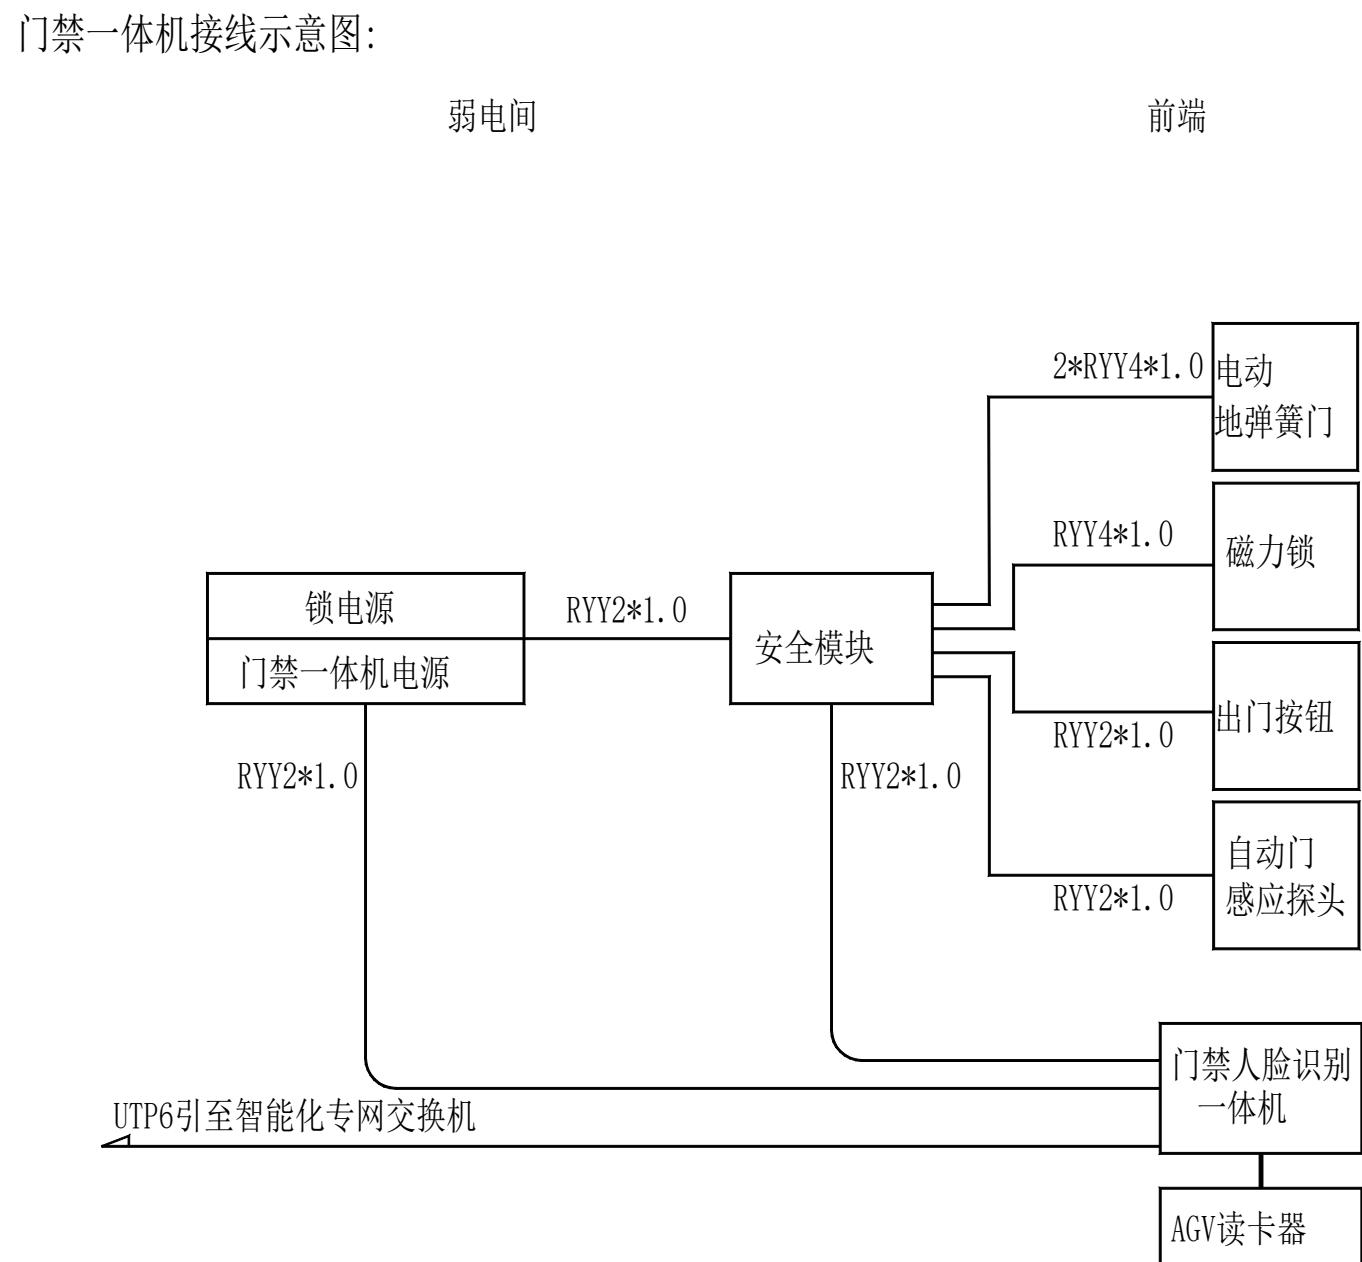 门禁一体机接线示意图:
弱电间
前端
2*RYY4*1.0
电动
地弹簧门
RYY4*1.0
磁力锁
锁电源
RYY2*1.0
安全模块
门禁一体机电源
出门按钮
RYY2*1.0
RYY2*1.0
RYY2*1.0
自动门
感应探头
RYY2*1.0
门禁人脸识别
一体机
UTP6引至智能化专网交换机
AGV读卡器